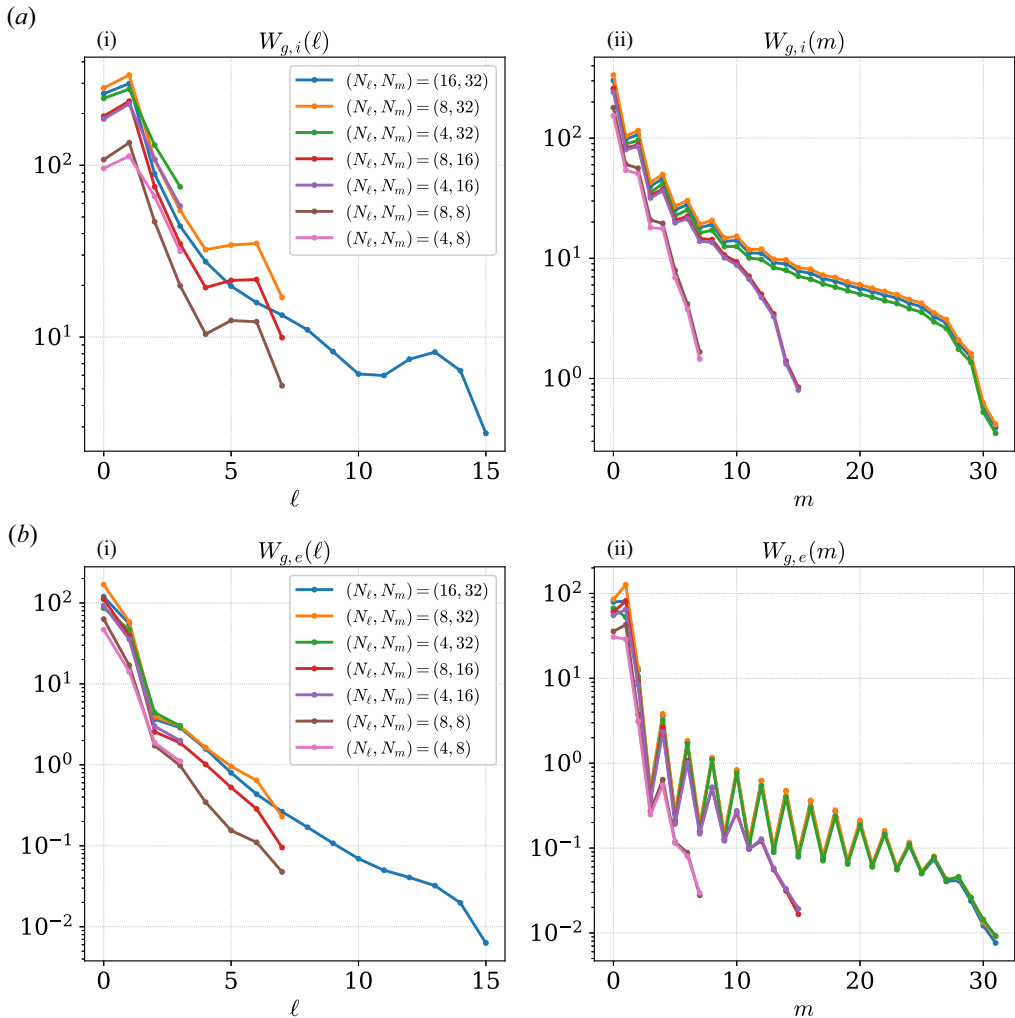 (a)
(i) W_{g,i}(ℓ)
10^2
10^1
0 5 10 15
ℓ
(N_ℓ, N_m) = (16, 32)
(N_ℓ, N_m) = (8, 32)
(N_ℓ, N_m) = (4, 32)
(N_ℓ, N_m) = (8, 16)
(N_ℓ, N_m) = (4, 16)
(N_ℓ, N_m) = (8, 8)
(N_ℓ, N_m) = (4, 8)
(ii) W_{g,i}(m)
10^2
10^1
10^0
0 10 20 30
m
(b)
(i) W_{g,e}(ℓ)
10^2
10^1
10^0
10^{-1}
10^{-2}
0 5 10 15
ℓ
(N_ℓ, N_m) = (16, 32)
(N_ℓ, N_m) = (8, 32)
(N_ℓ, N_m) = (4, 32)
(N_ℓ, N_m) = (8, 16)
(N_ℓ, N_m) = (4, 16)
(N_ℓ, N_m) = (8, 8)
(N_ℓ, N_m) = (4, 8)
(ii) W_{g,e}(m)
10^2
10^1
10^0
10^{-1}
10^{-2}
0 10 20 30
m